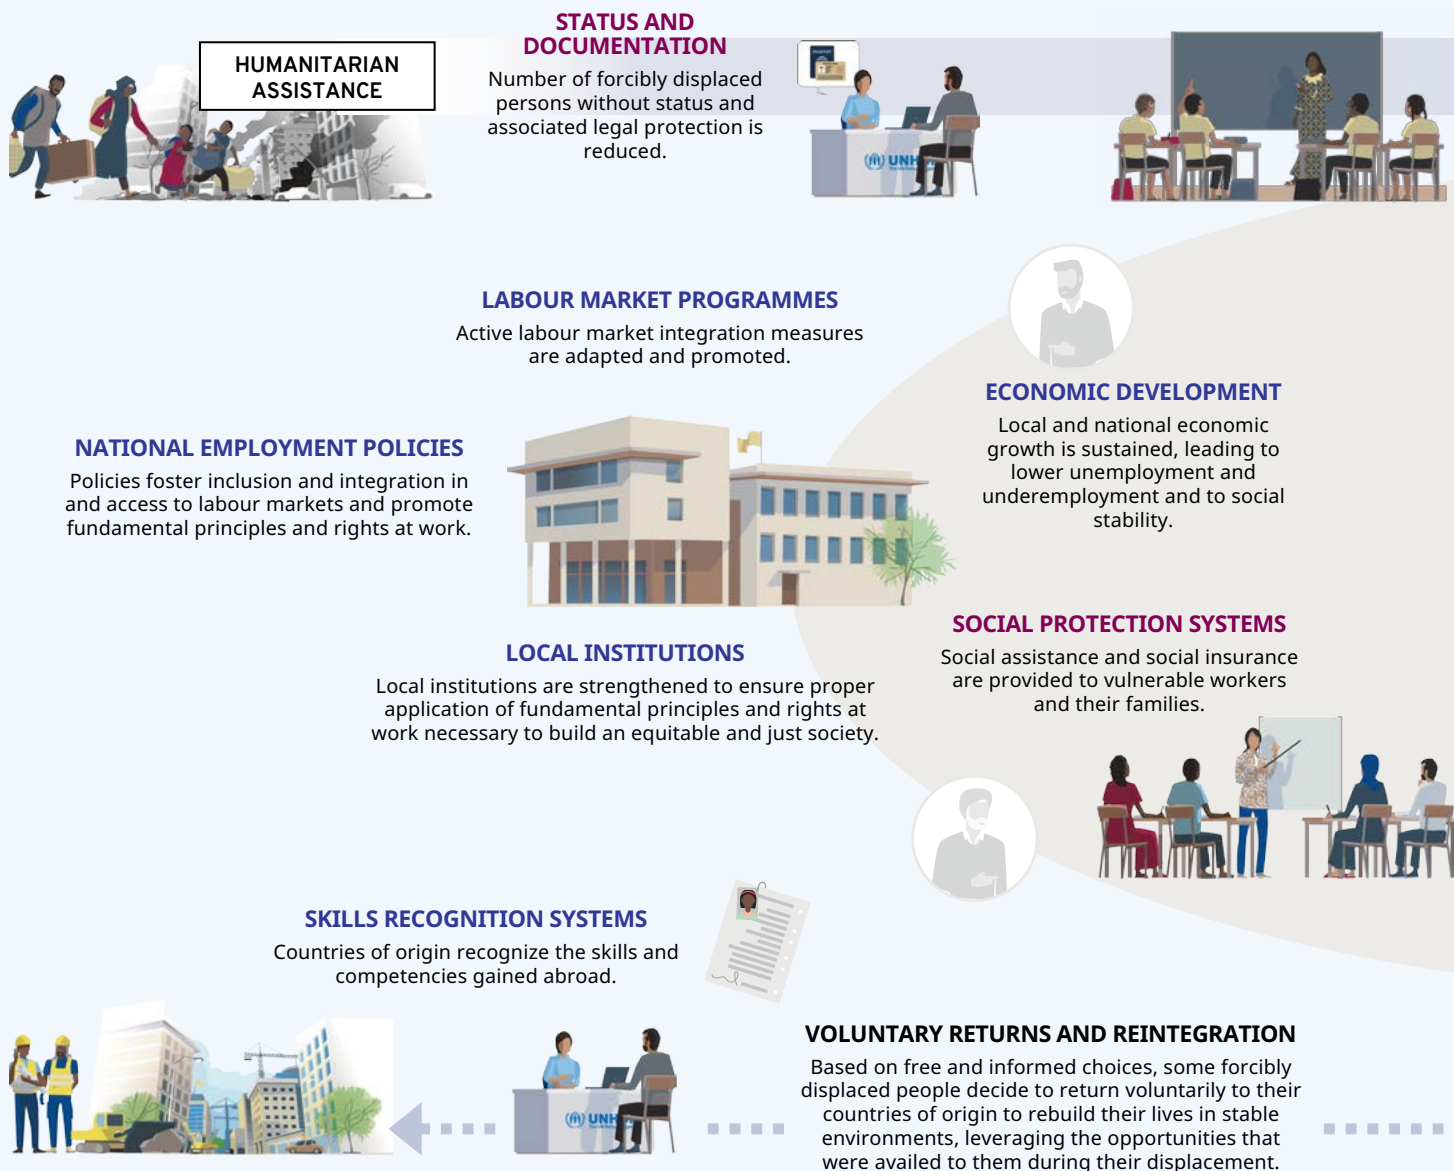 HUMANITARIAN
ASSISTANCE
STATUS AND
DOCUMENTATION
Number of forcibly displaced
persons without status and
associated legal protection is
reduced.
LABOUR MARKET PROGRAMMES
Active labour market integration measures
are adapted and promoted.
ECONOMIC DEVELOPMENT
Local and national economic
growth is sustained, leading to
lower unemployment and
underemployment and to social
stability.
NATIONAL EMPLOYMENT POLICIES
Policies foster inclusion and integration in
and access to labour markets and promote
fundamental principles and rights at work.
SOCIAL PROTECTION SYSTEMS
Social assistance and social insurance
are provided to vulnerable workers
and their families.
LOCAL INSTITUTIONS
Local institutions are strengthened to ensure proper
application of fundamental principles and rights at
work necessary to build an equitable and just society.
SKILLS RECOGNITION SYSTEMS
Countries of origin recognize the skills and
competencies gained abroad.
VOLUNTARY RETURNS AND REINTEGRATION
Based on free and informed choices, some forcibly
displaced people decide to return voluntarily to their
countries of origin to rebuild their lives in stable
environments, leveraging the opportunities that
were availed to them during their displacement.